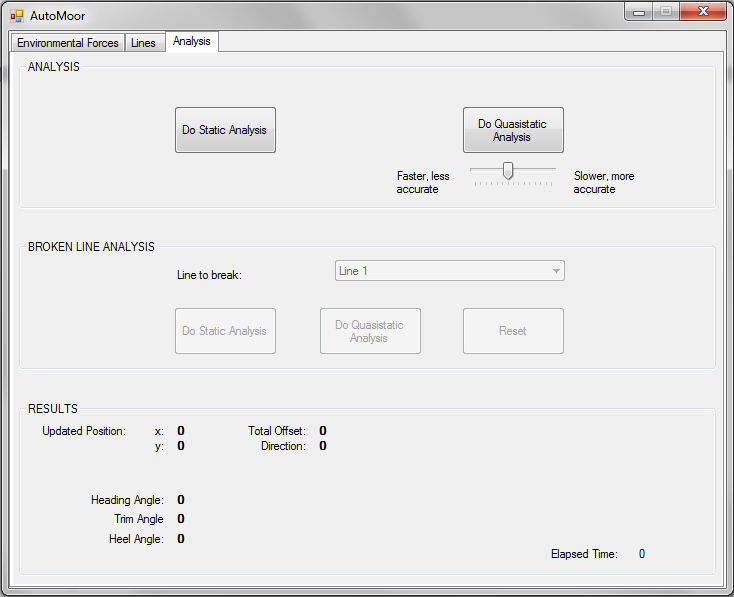 AutoMoor
Environmental Forces Lines Analysis
ANALYSIS
Do Static Analysis
Do Quasistatic
Analysis
Faster, less
accurate
Slower, more
accurate
BROKEN LINE ANALYSIS
Line to break:
Line 1
Do Static Analysis
Do Quasistatic
Analysis
Reset
RESULTS
Updated Position: x: 0 Total Offset: 0
y: 0 Direction: 0
Heading Angle: 0
Trim Angle 0
Heel Angle: 0
Elapsed Time: 0